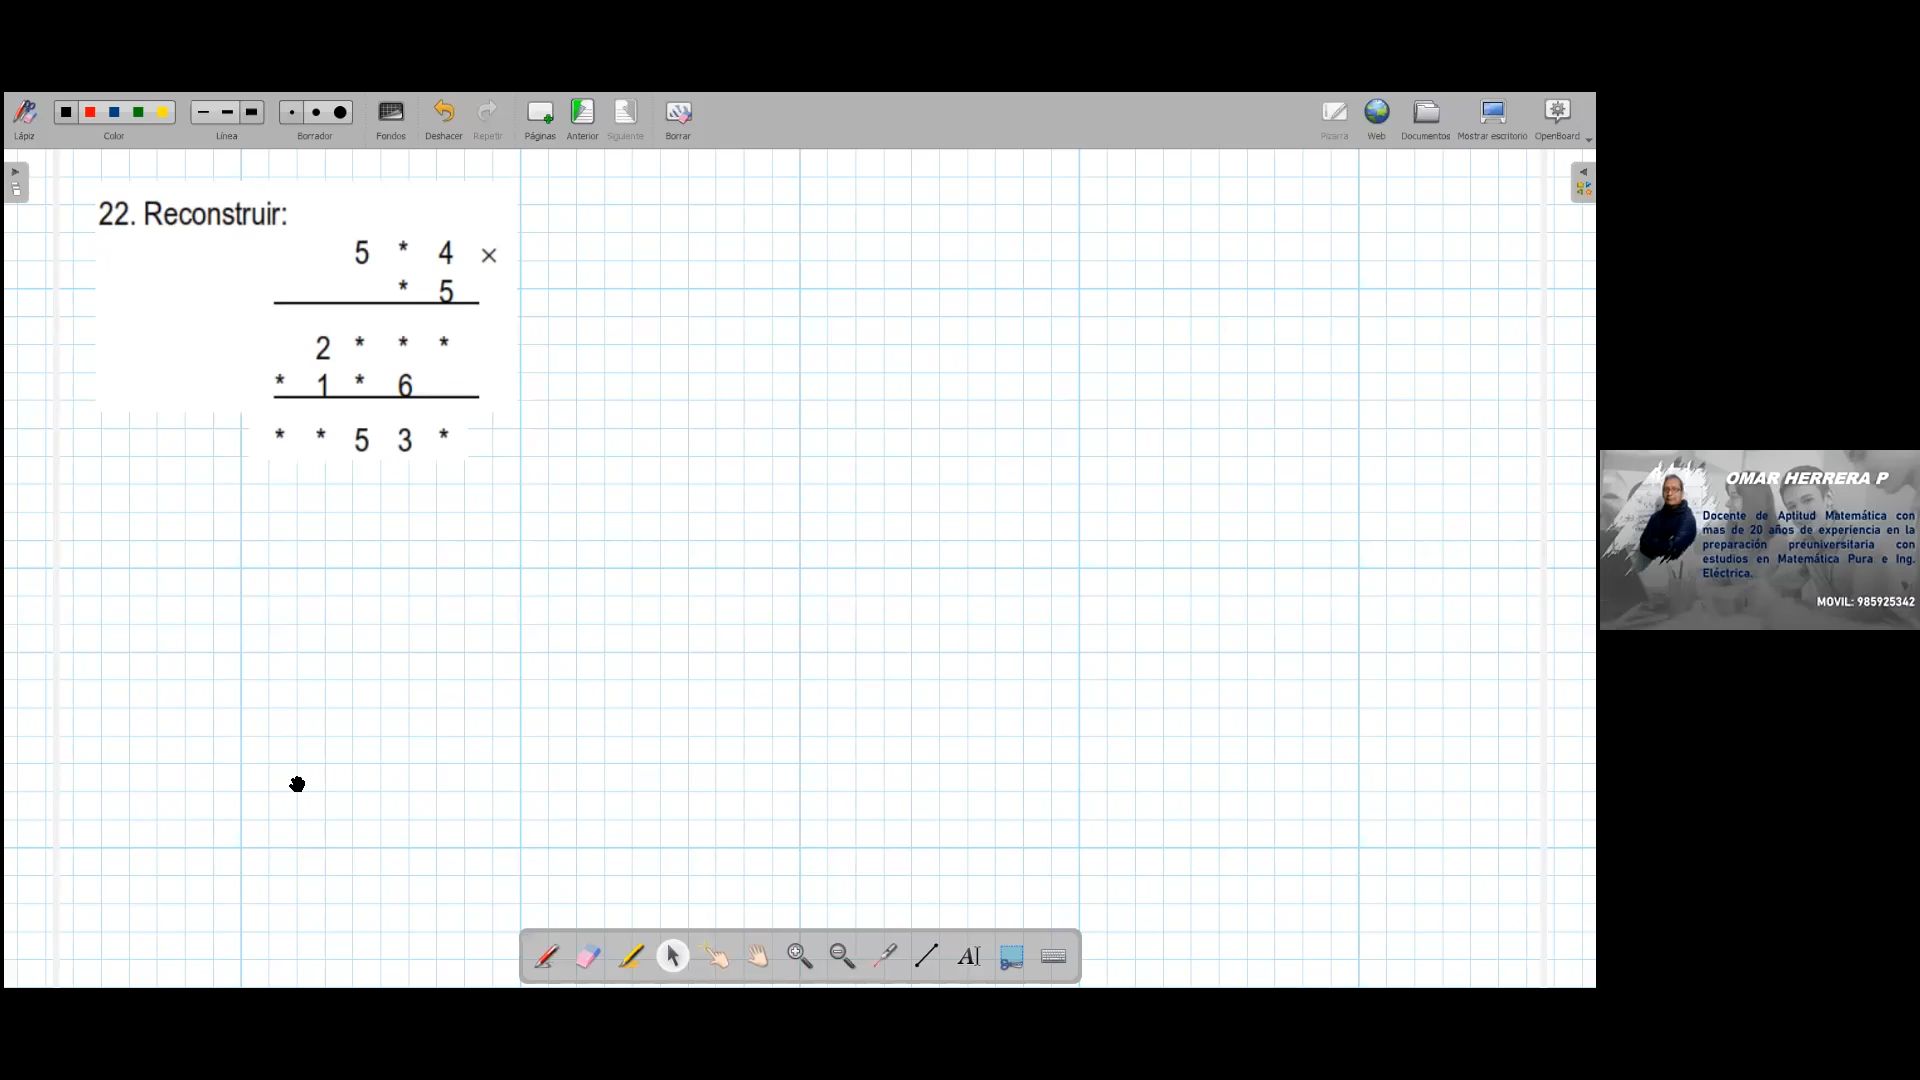 Lápiz
Color
Línea
Borrador
Fondos
Deshacer
Repetir
Páginas
Anterior
Siguiente
Borrar
Pizarra
Web
Documentos
Mostrar escritorio
OpenBoard
22. Reconstruir:
5 * 4 ×
* 5
2 * * *
* 1 * 6
* * 5 3 *
OMAR HERRERA P
Docente de Aptitud Matemática con
mas de 20 años de experiencia en la
preparación preuniversitaria con
estudios en Matemática Pura e Ing.
Eléctrica.
MOVIL: 985925342
A